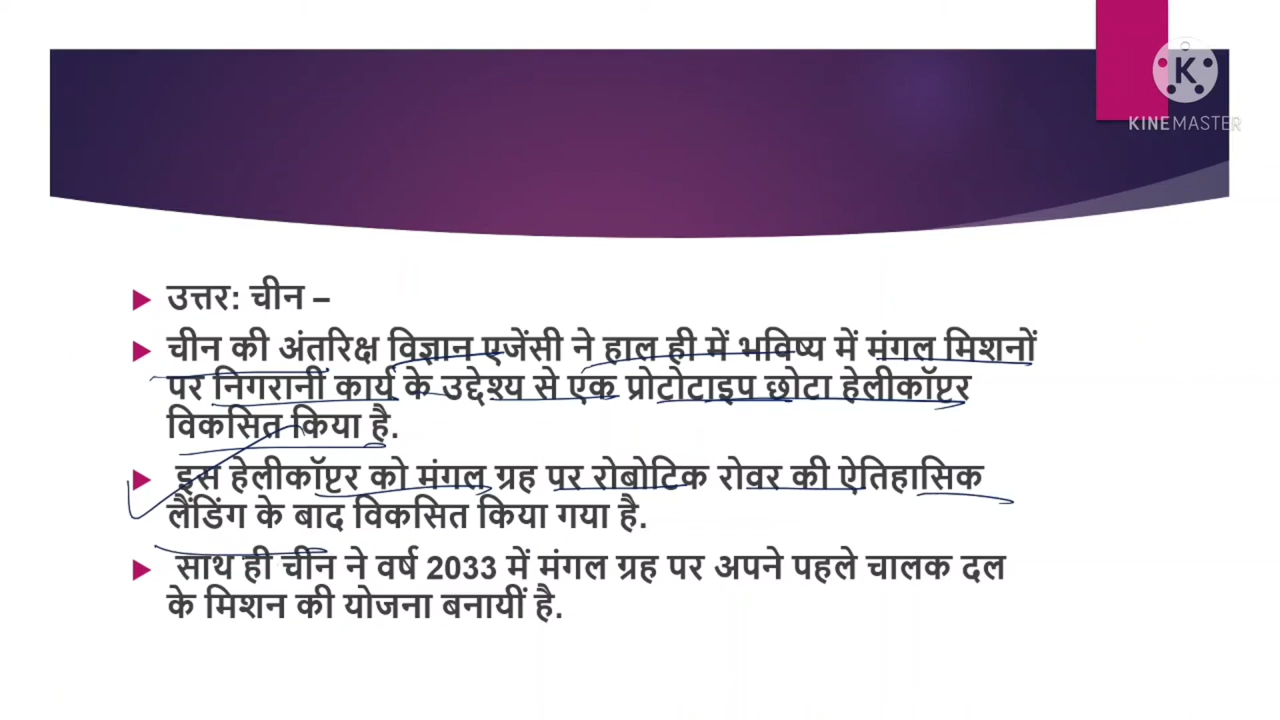 K
KINEMASTER
उत्तर: चीन –
चीन की अंतरिक्ष विज्ञान एजेंसी ने हाल ही में भविष्य में मंगल मिशनों
पर निगरानी कार्य के उद्देश्य से एक प्रोटोटाइप छोटा हेलीकॉप्टर
विकसित किया है.
इस हेलीकॉप्टर को मंगल ग्रह पर रोबोटिक रोवर की ऐतिहासिक
लैंडिंग के बाद विकसित किया गया है.
साथ ही चीन ने वर्ष 2033 में मंगल ग्रह पर अपने पहले चालक दल
के मिशन की योजना बनायीं है.